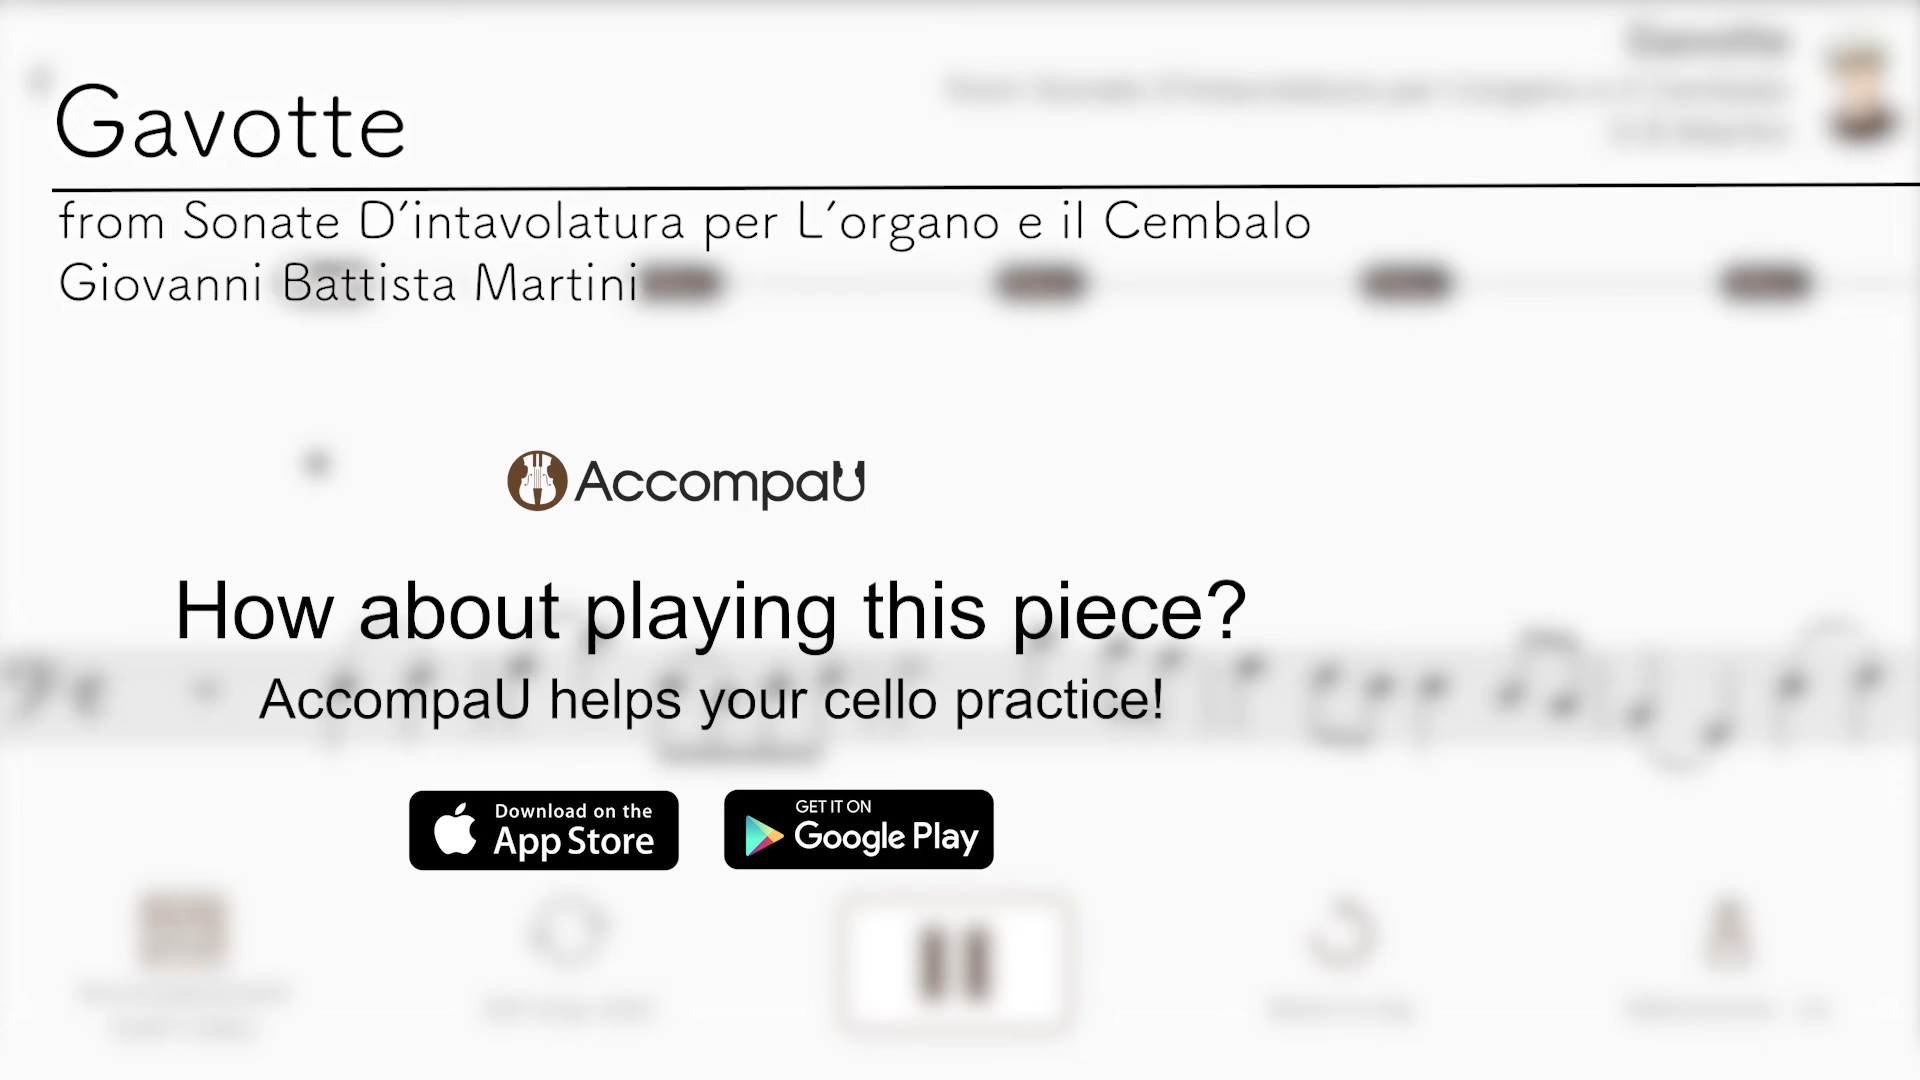 Gavotte
from Sonate D´intavolatura per L´organo e il Cembalo
Giovanni Battista Martini
AccompaU
How about playing this piece?
AccompaU helps your cello practice!
Download on the
App Store
GET IT ON
Google Play